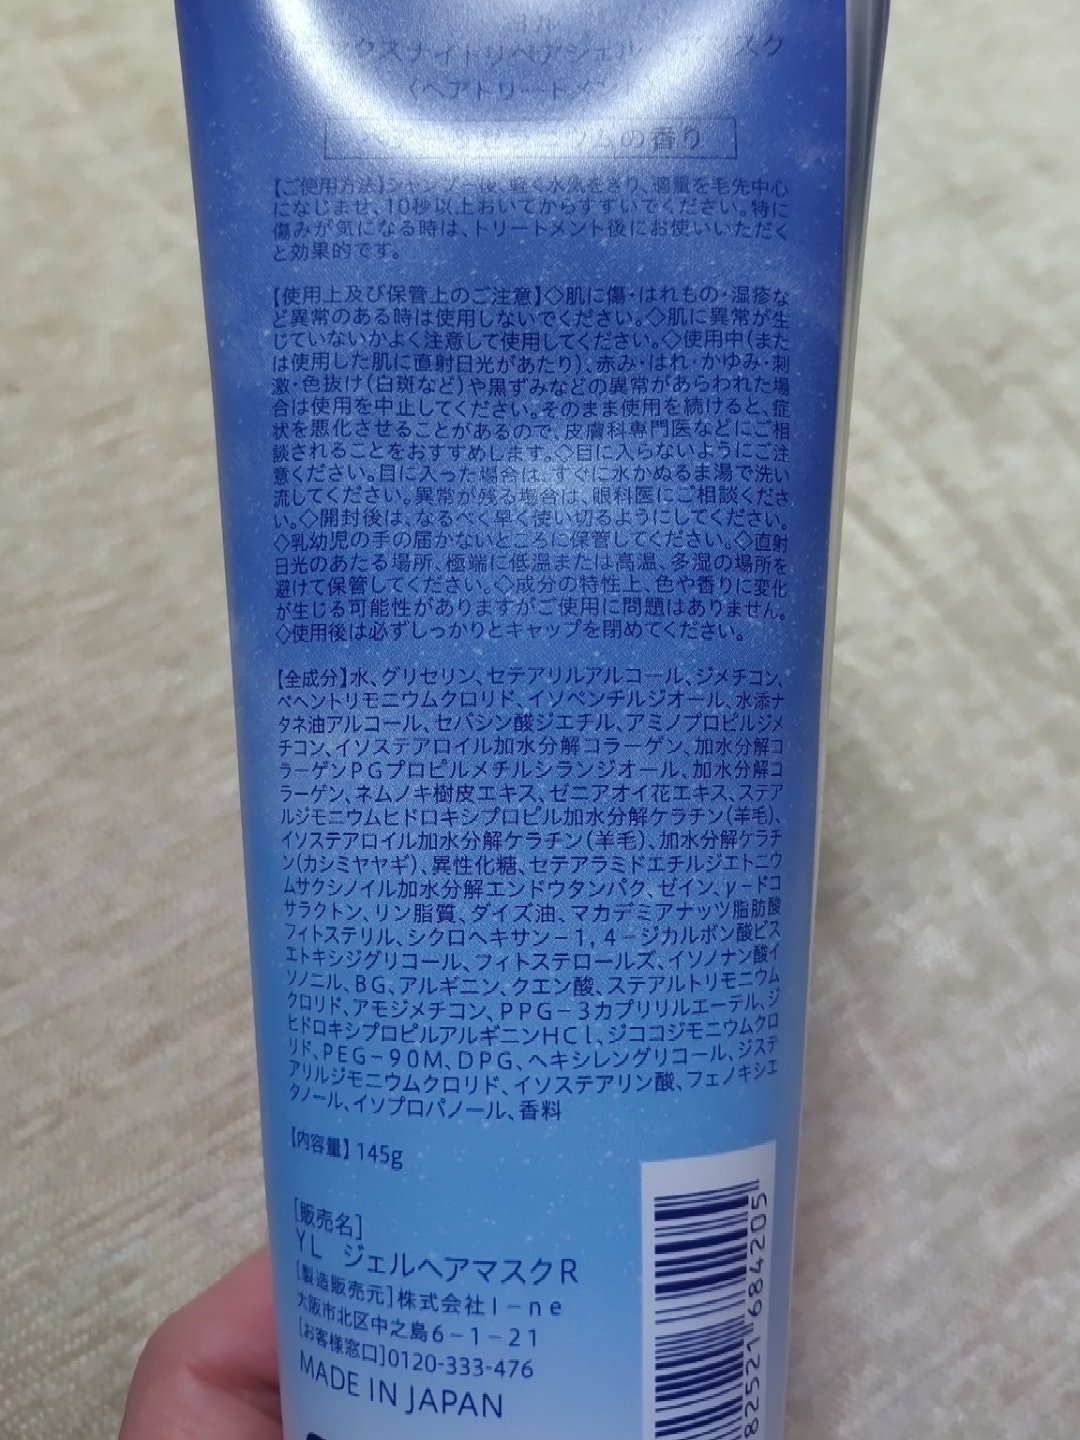 ヨル
ックスナイトリペアジェルヘアマスク
〈ヘアトリートメント〉
ムの香り
【ご使用方法】シャンプー後、軽く水気をきり、適量を毛先中心
になじませ、10秒以上おいてからすすいでください。特に
傷みが気になる時は、トリートメント後にお使いいただく
と効果的です。
【使用上及び保管上のご注意】◇肌に傷・はれもの・湿疹な
ど異常のある時は使用しないでください。◇肌に異常が生
じていないかよく注意して使用してください。◇使用中(また
は使用した肌に直射日光があたり)、赤み・はれ・かゆみ・刺
激・色抜け(白斑など)や黒ずみなどの異常があらわれた場
合は使用を中止してください。そのまま使用を続けると、症
状を悪化させることがあるので、皮膚科専門医などにご相
談されることをおすすめします。◇目に入らないようにご注
意ください。目に入った場合は、すぐに水かぬるま湯で洗い
流してください。異常が残る場合は、眼科医にご相談くださ
い。◇開封後は、なるべく早く使い切るようにしてください。
◇乳幼児の手の届かないところに保管してください。◇直射
日光のあたる場所、極端に低温または高温、多湿の場所を
避けて保管してください。◇成分の特性上、色や香りに変化
が生じる可能性がありますがご使用に問題はありません。
◇使用後は必ずしっかりとキャップを閉めてください。
【全成分】水、グリセリン、セテアリルアルコール、ジメチコン、
ベヘントリモニウムクロリド、イソペンチルジオール、水添ナ
タネ油アルコール、セバシン酸ジエチル、アミノプロピルジメ
チコン、イソステアロイル加水分解コラーゲン、加水分解コ
ラーゲンPGプロピルメチルシランジオール、加水分解コ
ラーゲン、ネムノキ樹皮エキス、ゼニアオイ花エキス、ステア
ルジモニウムヒドロキシプロピル加水分解ケラチン(羊毛)、
イソステアロイル加水分解ケラチン(羊毛)、加水分解ケラチ
ン(カシミヤヤギ)、異性化糖、セテアラミドエチルジエトニウ
ムサクシノイル加水分解エンドウタンパク、ゼイン、γ－ドコ
サラクトン、リン脂質、ダイズ油、マカデミアナッツ脂肪酸
フィトステリル、シクロヘキサン－1,4－ジカルボン酸ビス
エトキシジグリコール、フィトステロールズ、イソノナン酸イ
ソノニル、BG、アルギニン、クエン酸、ステアルトリモニウム
クロリド、アモジメチコン、PPG－3カプリリルエーテル、ジ
ヒドロキシプロピルアルギニンHCl、ジココジモニウムクロ
リド、PEG－90M、DPG、ヘキシレングリコール、ジステ
アリルジモニウムクロリド、イソステアリン酸、フェノキシエ
タノール、イソプロパノール、香料
【内容量】145g
[販売名]
YL ジェルヘアマスクR
[製造販売元]株式会社I－ne
大阪市北区中之島6－1－21
[お客様窓口]0120-333-476
MADE IN JAPAN
82521684205